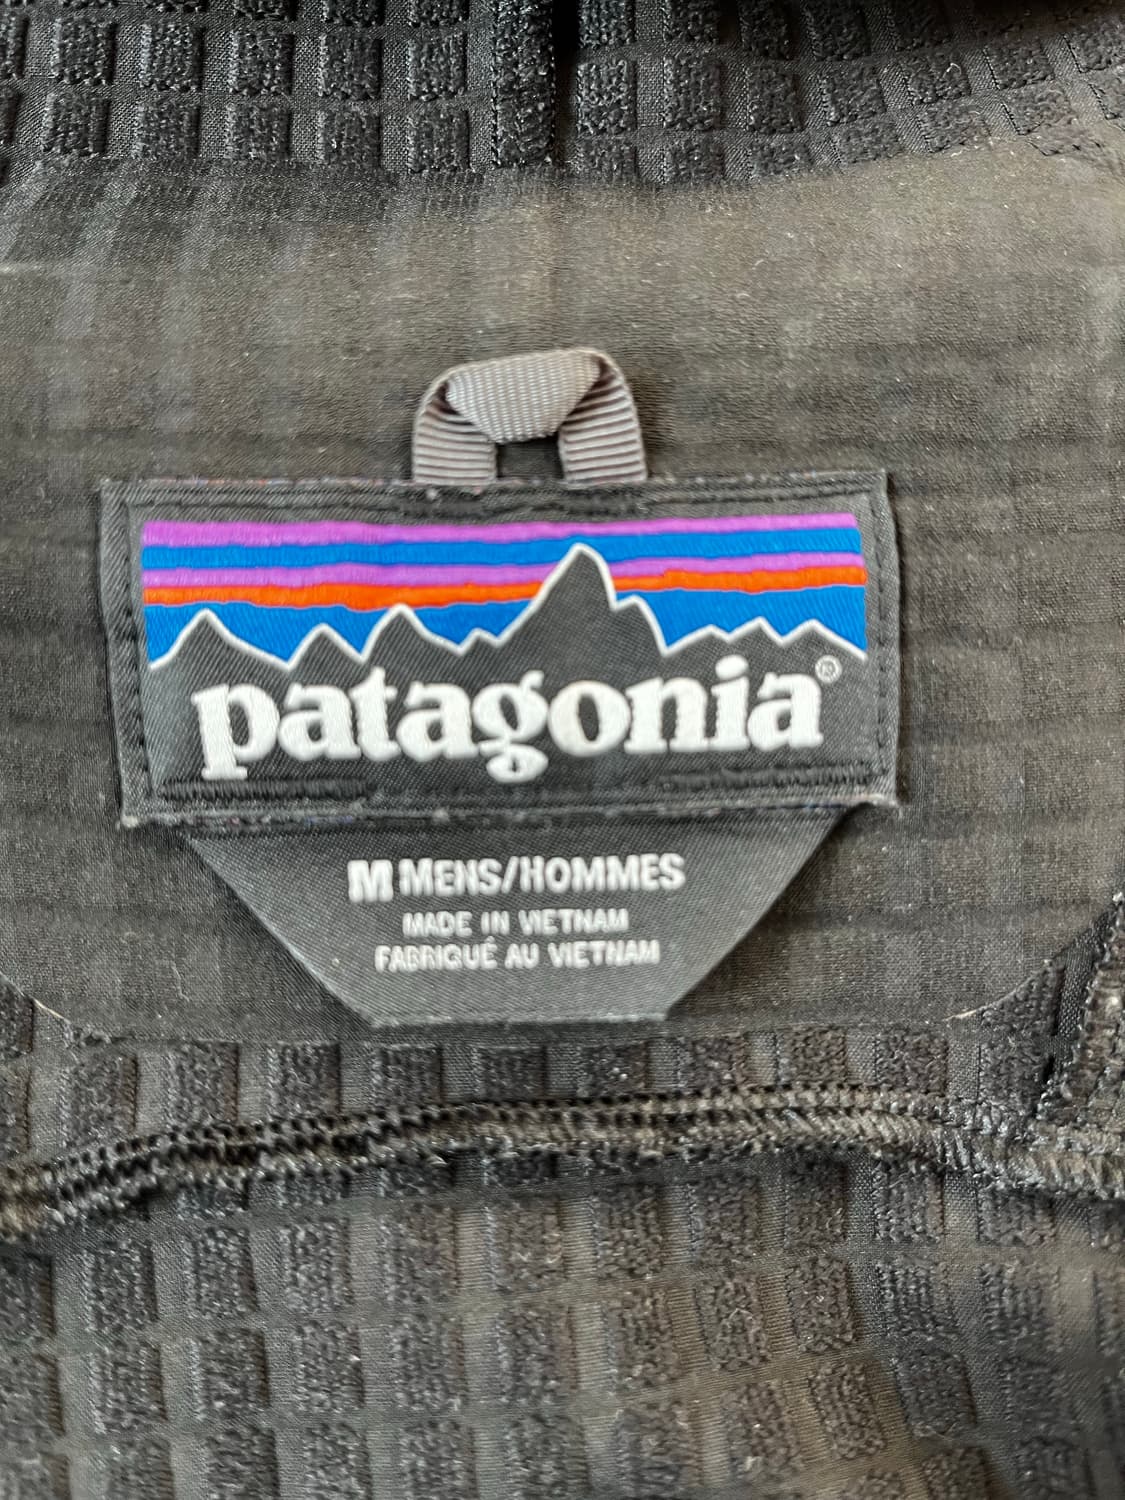 patagonia®
M MENS/HOMMES
MADE IN VIETNAM
FABRIQUÉ AU VIETNAM